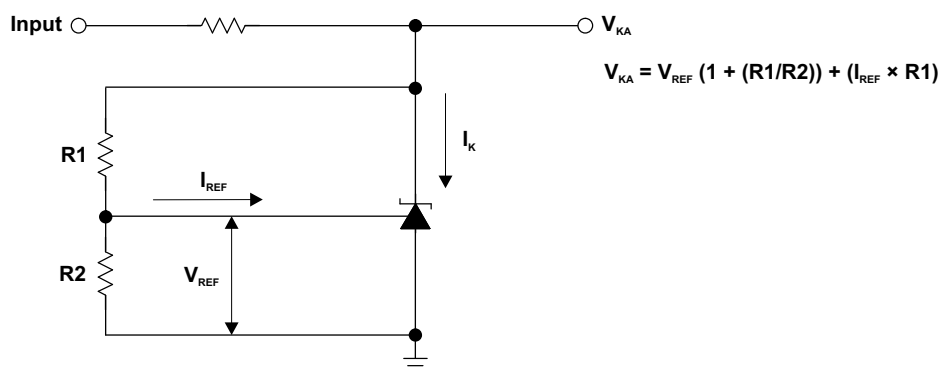 Input
V_KA
V_KA = V_REF (1 + (R1/R2)) + (I_REF × R1)
I_K
R1
I_REF
R2
V_REF